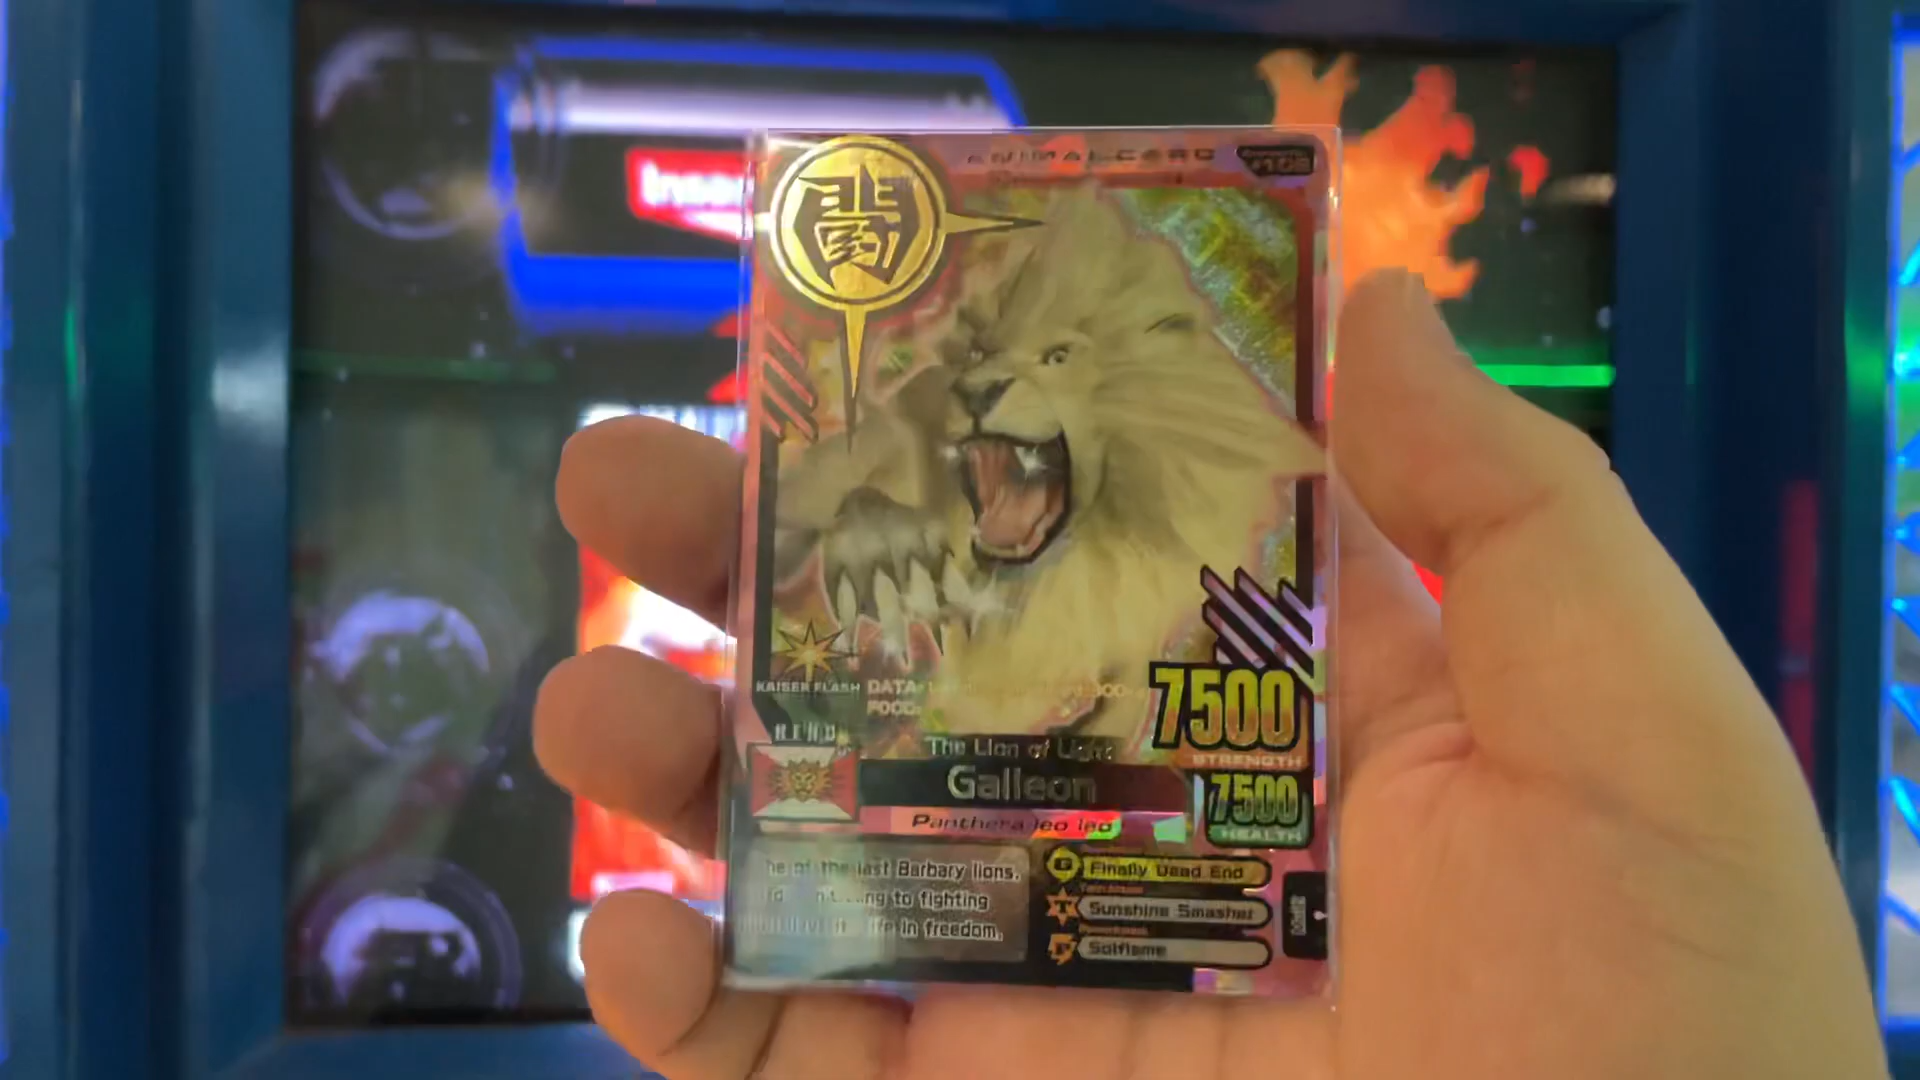 闘
ANIMAL CARD
KAISER FLASH
DATA:
FOOD:
The Lion of Light
Galleon
Panthera leo leo
7500
STRENGTH
7500
HEALTH
of the last Barbary lions.
to fighting
in freedom.
G Finally Dead End
T Sunshine Smasher
P Solflame